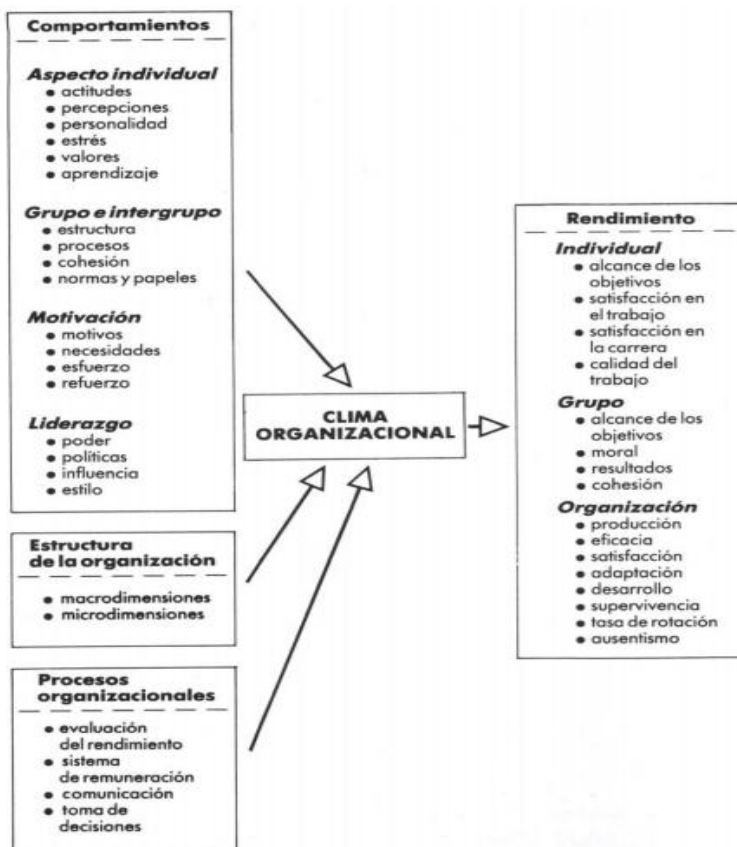 Comportamientos
Aspecto individual
• actitudes
• percepciones
• personalidad
• estrés
• valores
• aprendizaje
Grupo e intergrupo
• estructura
• procesos
• cohesión
• normas y papeles
Motivación
• motivos
• necesidades
• esfuerzo
• refuerzo
Liderazgo
• poder
• políticas
• influencia
• estilo
Estructura
de la organización
• macrodimensiones
• microdimensiones
Procesos
organizacionales
• evaluación
del rendimiento
• sistema
de remuneración
• comunicación
• toma de
decisiones
CLIMA
ORGANIZACIONAL
Rendimiento
Individual
• alcance de los
objetivos
• satisfacción en
el trabajo
• satisfacción en
la carrera
• calidad del
trabajo
Grupo
• alcance de los
objetivos
• moral
• resultados
• cohesión
Organización
• producción
• eficacia
• satisfacción
• adaptación
• desarrollo
• supervivencia
• tasa de rotación
• ausentismo